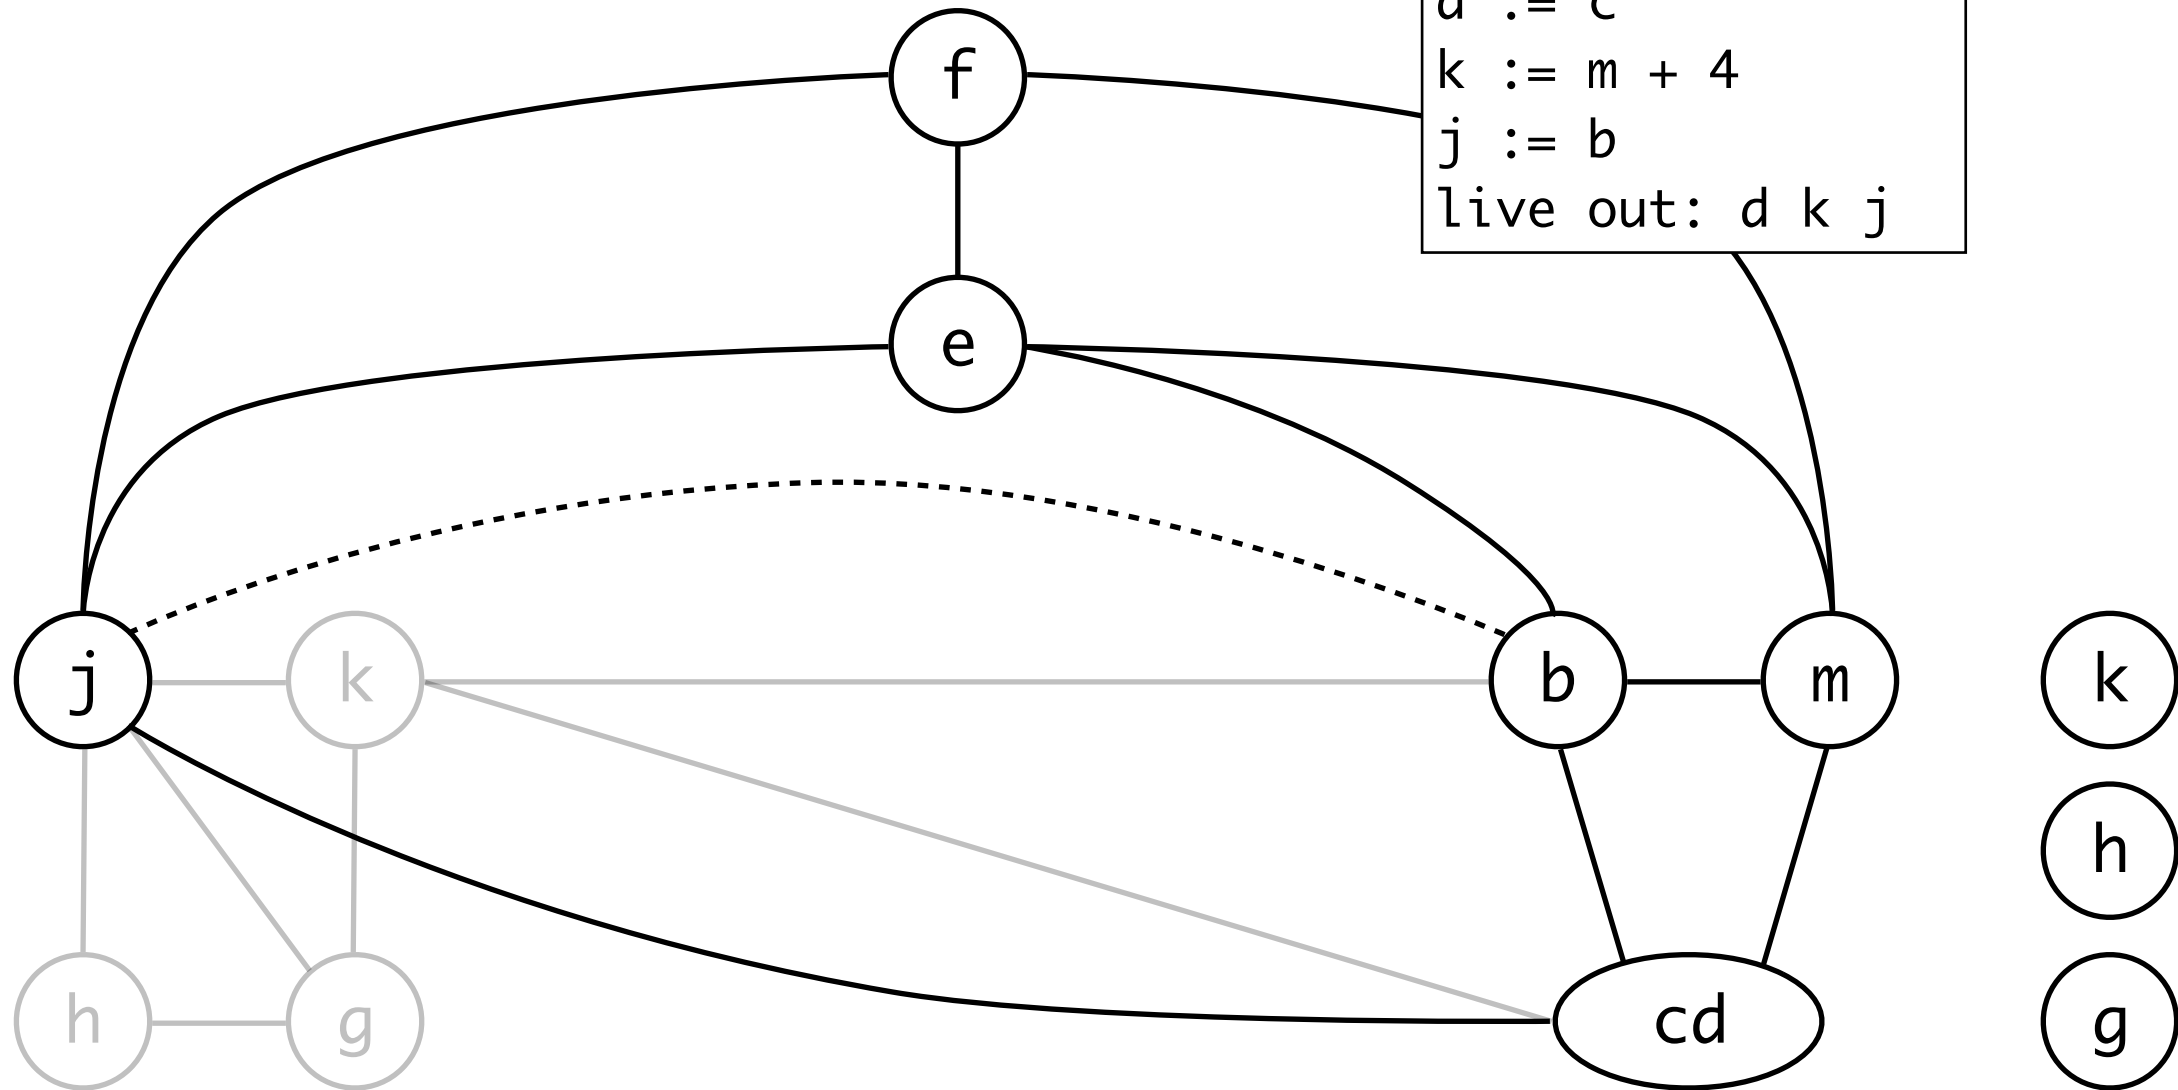 d := c
k := m + 4
j := b
live out: d k j
f
e
j
k
b
m
k
h
h
g
cd
g